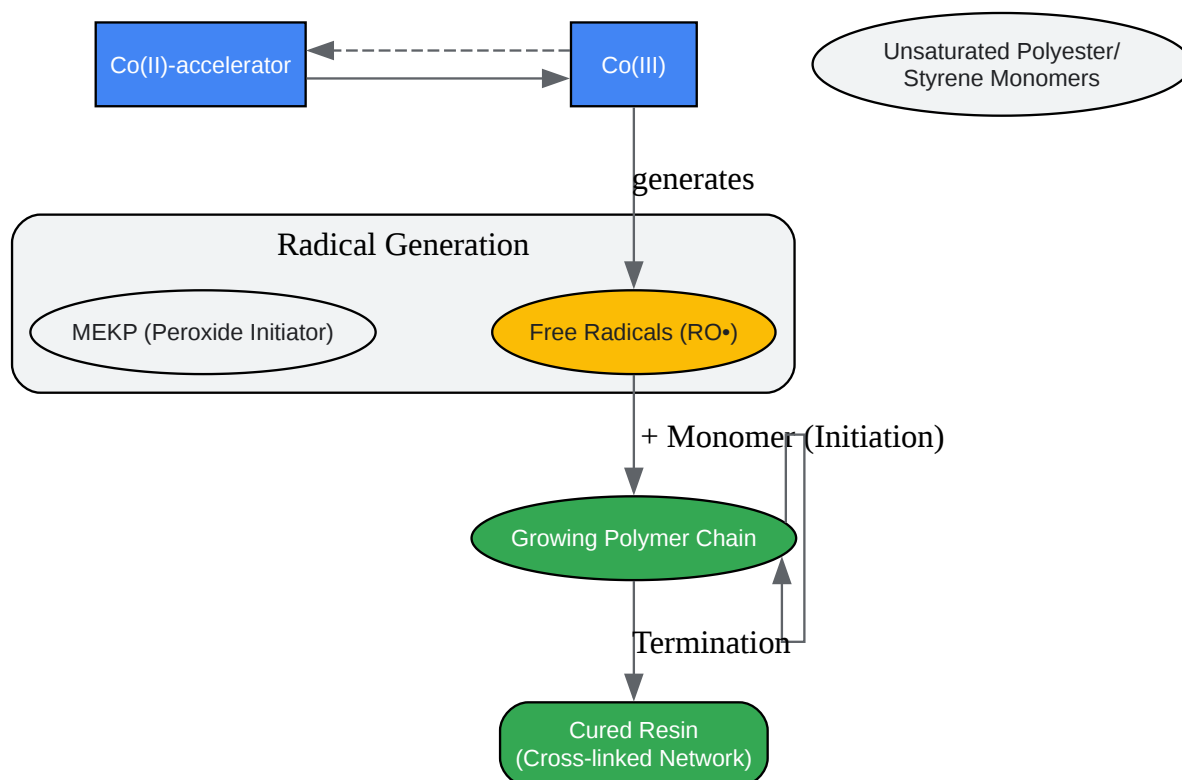 Co(II)-accelerator
Co(III)
Unsaturated Polyester/
Styrene Monomers
generates
Radical Generation
MEKP (Peroxide Initiator)
Free Radicals (RO•)
+ Monomer (Initiation)
Growing Polymer Chain
Termination
Cured Resin
(Cross-linked Network)